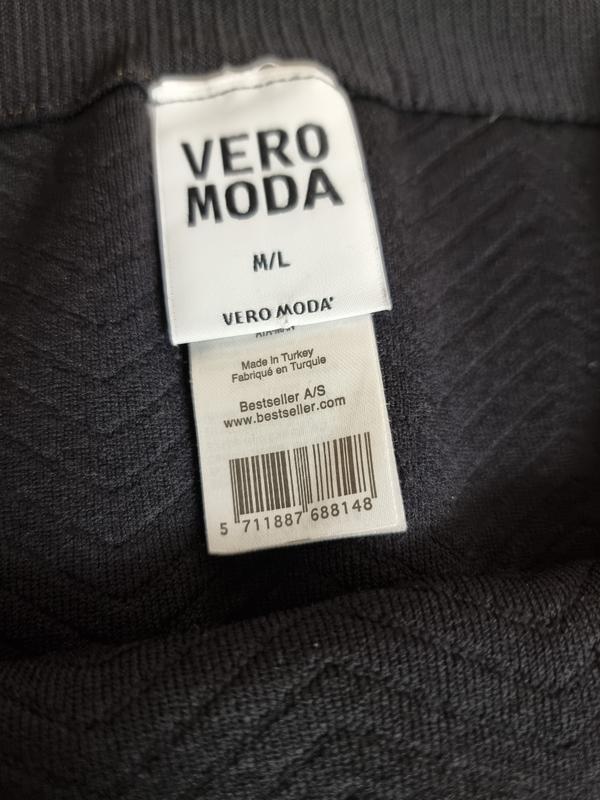 VERO
MODA
M/L
VERO MODA
Made in Turkey
Fabriqué en Turquie
Bestseller A/S
www.bestseller.com
5 711887 688148